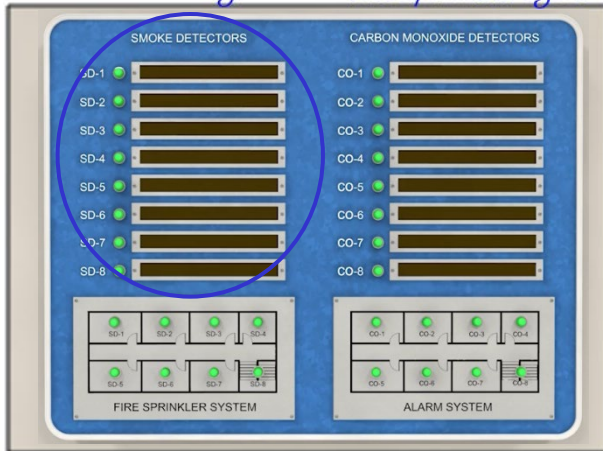 SMOKE DETECTORS
SD-1
SD-2
SD-3
SD-4
SD-5
SD-6
SD-7
SD-8
CARBON MONOXIDE DETECTORS
CO-1
CO-2
CO-3
CO-4
CO-5
CO-6
CO-7
CO-8
SD-1 SD-2 SD-3 SD-4
SD-5 SD-6 SD-7 SD-8
FIRE SPRINKLER SYSTEM
CO-1 CO-2 CO-3 CO-4
CO-5 CO-6 CO-7 CO-8
ALARM SYSTEM